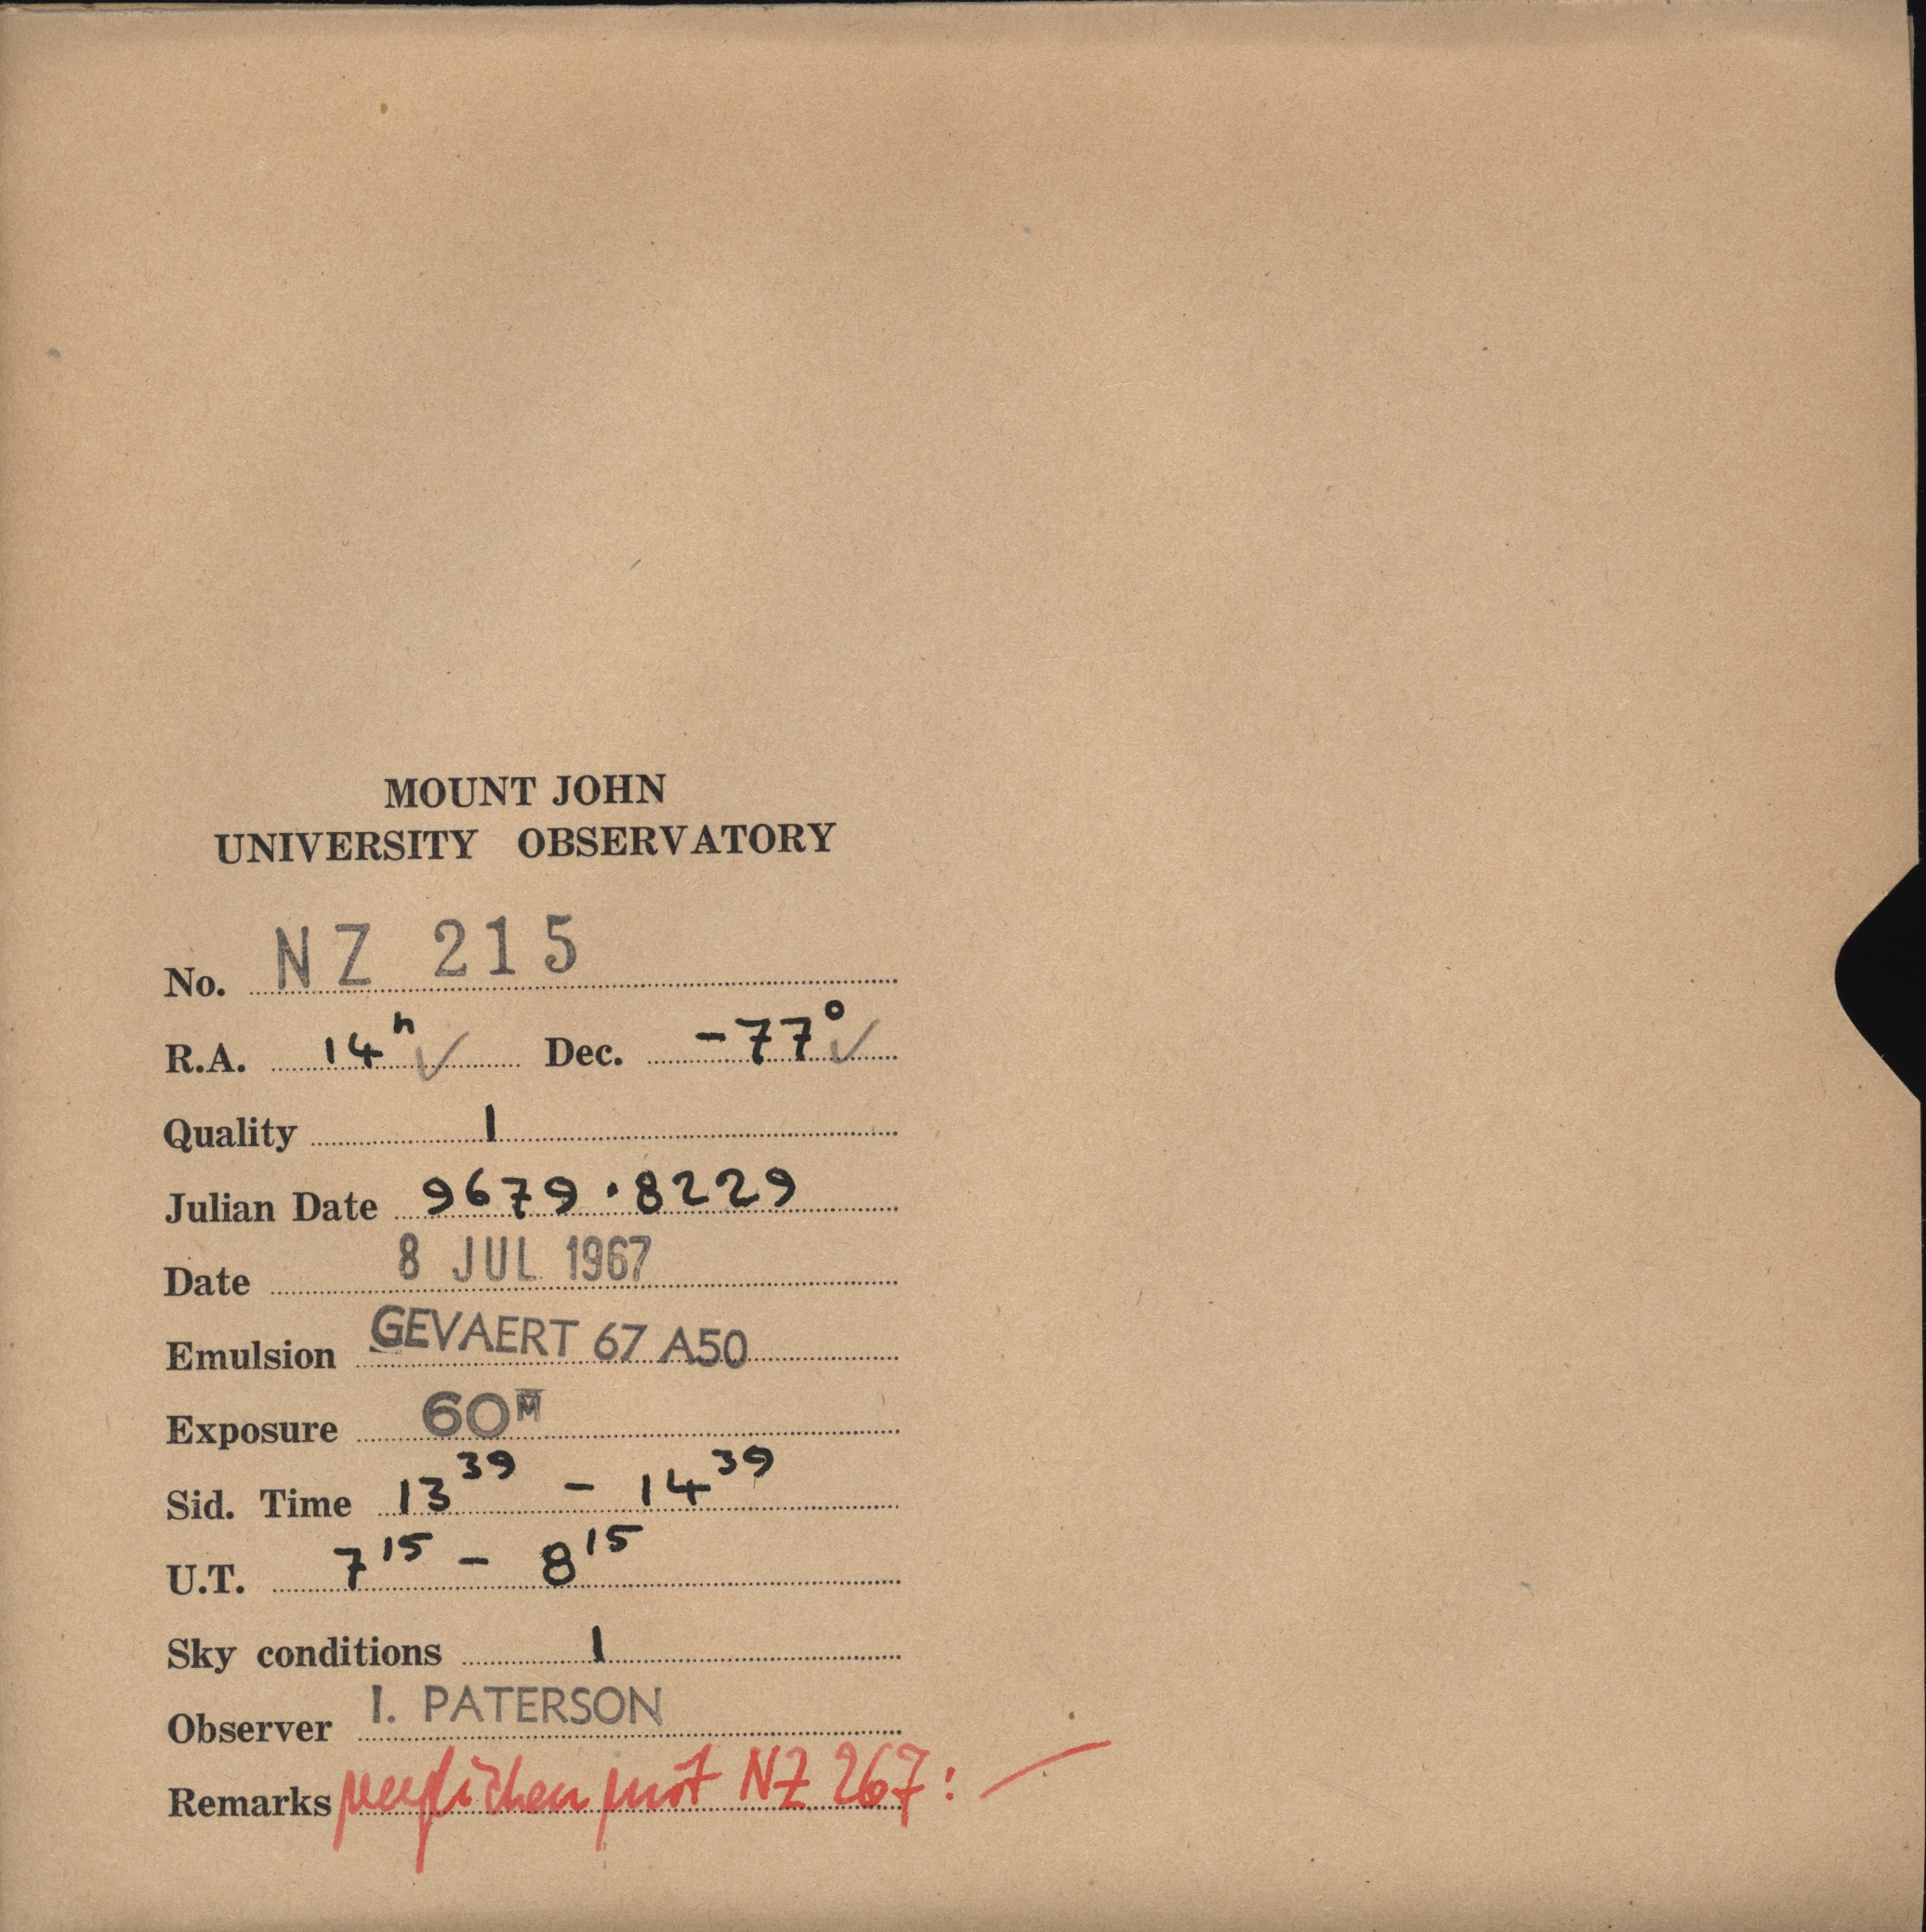 MOUNT JOHN
UNIVERSITY OBSERVATORY
No. NZ 215
R.A. 14h ✓ Dec. -77° ✓
Quality 1
Julian Date 9679.8229
Date 8 JUL 1967
Emulsion GEVAERT 67 A50
Exposure 60M
Sid. Time 13 39 - 14 39
U.T. 7 15 - 8 15
Sky conditions 1
Observer I. PATERSON
Remarks verglichen mit NZ 267: —